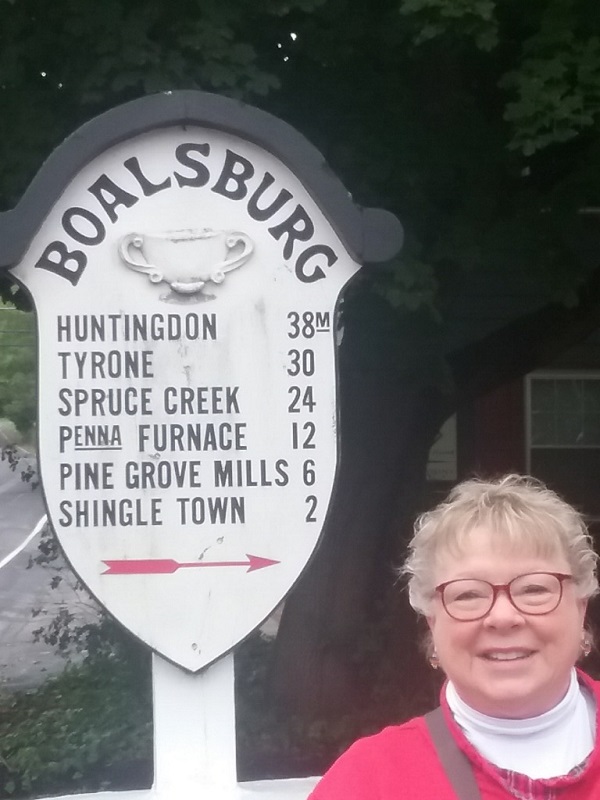 BOALSBURG
HUNTINGDON 38M
TYRONE 30
SPRUCE CREEK 24
PENNA FURNACE 12
PINE GROVE MILLS 6
SHINGLE TOWN 2